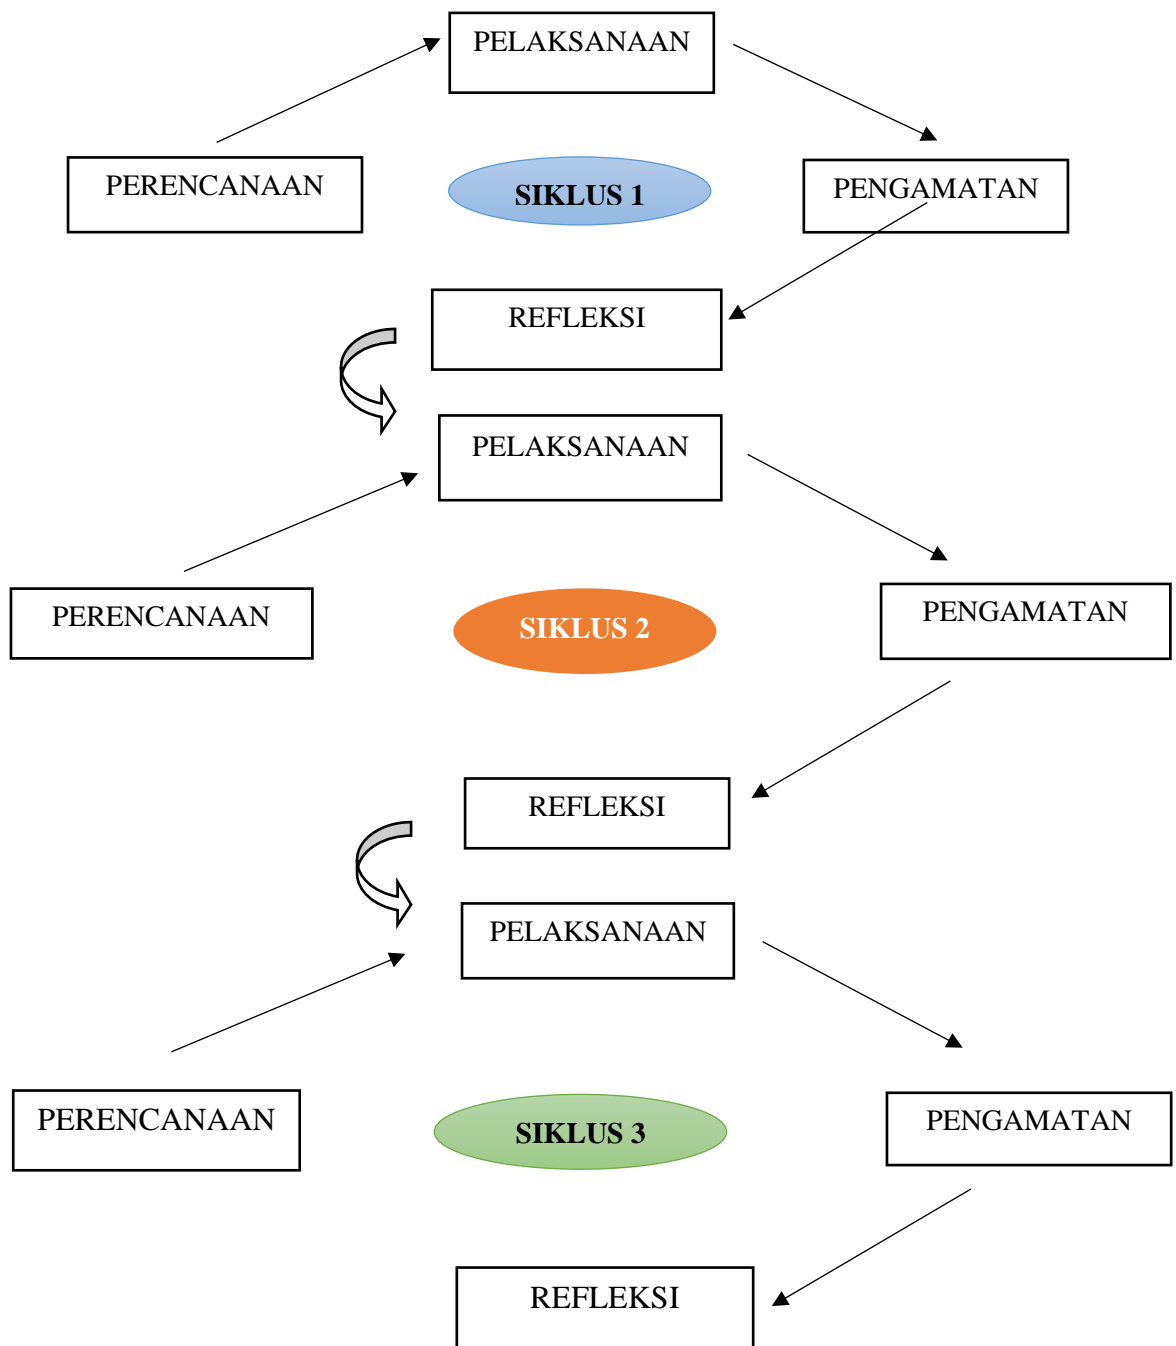 PELAKSANAAN
PERENCANAAN
SIKLUS 1
PENGAMATAN
REFLEKSI
PELAKSANAAN
PERENCANAAN
SIKLUS 2
PENGAMATAN
REFLEKSI
PELAKSANAAN
PERENCANAAN
SIKLUS 3
PENGAMATAN
REFLEKSI